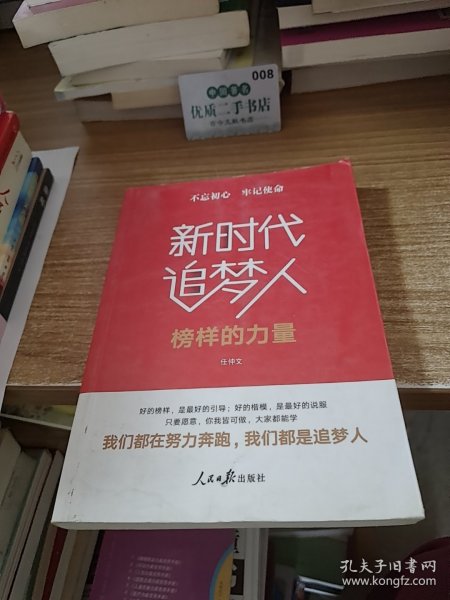 008
中国书店
优质二手书店
不忘初心 牢记使命
新时代
追梦人
榜样的力量
任仲文
好的榜样，是最好的引导；好的楷模，是最好的说服
只要愿意，你我皆可做，大家都能学
我们都在努力奔跑，我们都是追梦人
人民日报出版社
孔夫子旧书网
www.kongfz.com